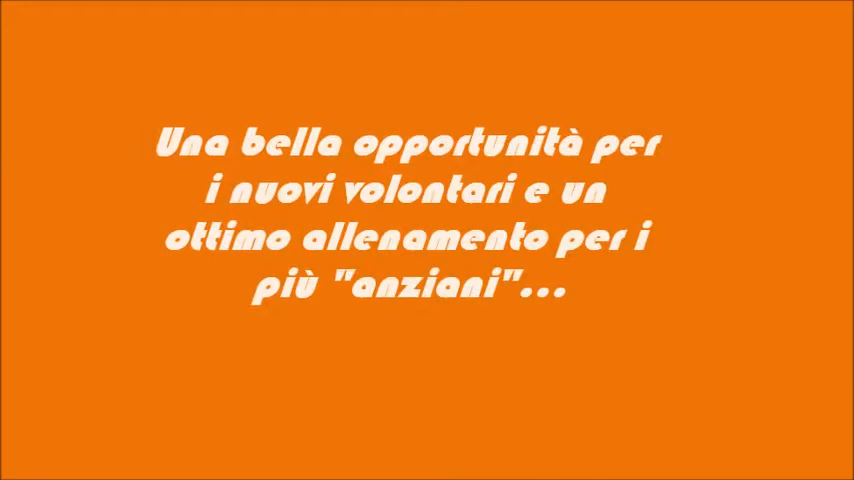 Una bella opportunità per
i nuovi volontari e un
ottimo allenamento per i
più "anziani"...